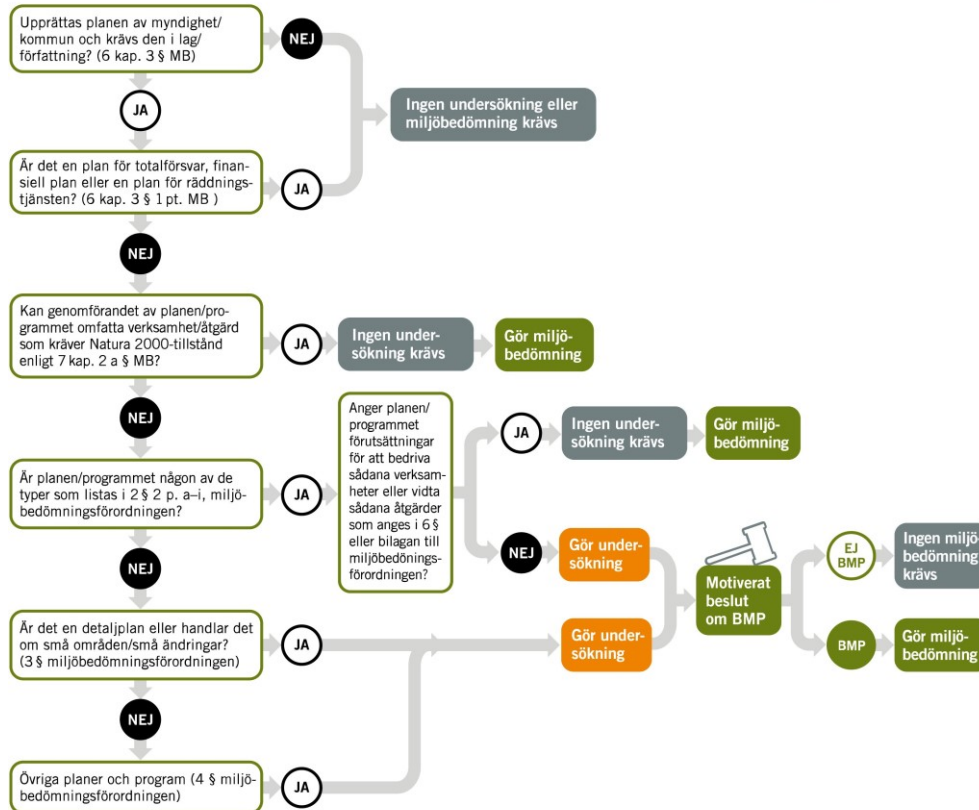 Upprättas planen av myndighet/
kommun och krävs den i lag/
författning? (6 kap. 3 § MB)
NEJ
JA
Ingen undersökning eller
miljöbedömning krävs
Är det en plan för totalförsvar, finan-
siell plan eller en plan för räddnings-
tjänsten? (6 kap. 3 § 1 pt. MB )
JA
NEJ
Kan genomförandet av planen/pro-
grammet omfatta verksamhet/åtgärd
som kräver Natura 2000-tillstånd
enligt 7 kap. 2 a § MB?
JA
Ingen under-
sökning krävs
Gör miljö-
bedömning
NEJ
Är planen/programmet någon av de
typer som listas i 2 § 2 p. a–i, miljö-
bedömningsförordningen?
JA
Anger planen/
programmet
förutsättningar
för att bedriva
sådana verksam-
heter eller vidta
sådana åtgärder
som anges i 6 §
eller bilagan till
miljöbedönings-
förordningen?
JA
Ingen under-
sökning krävs
Gör miljö-
bedömning
NEJ
Gör under-
sökning
Motiverat
beslut
om BMP
EJ
BMP
Ingen miljö-
bedömning
krävs
BMP
Gör miljö-
bedömning
NEJ
Är det en detaljplan eller handlar det
om små områden/små ändringar?
(3 § miljöbedömningsförordningen)
JA
Gör under-
sökning
NEJ
Övriga planer och program (4 § miljö-
bedömningsförordningen)
JA